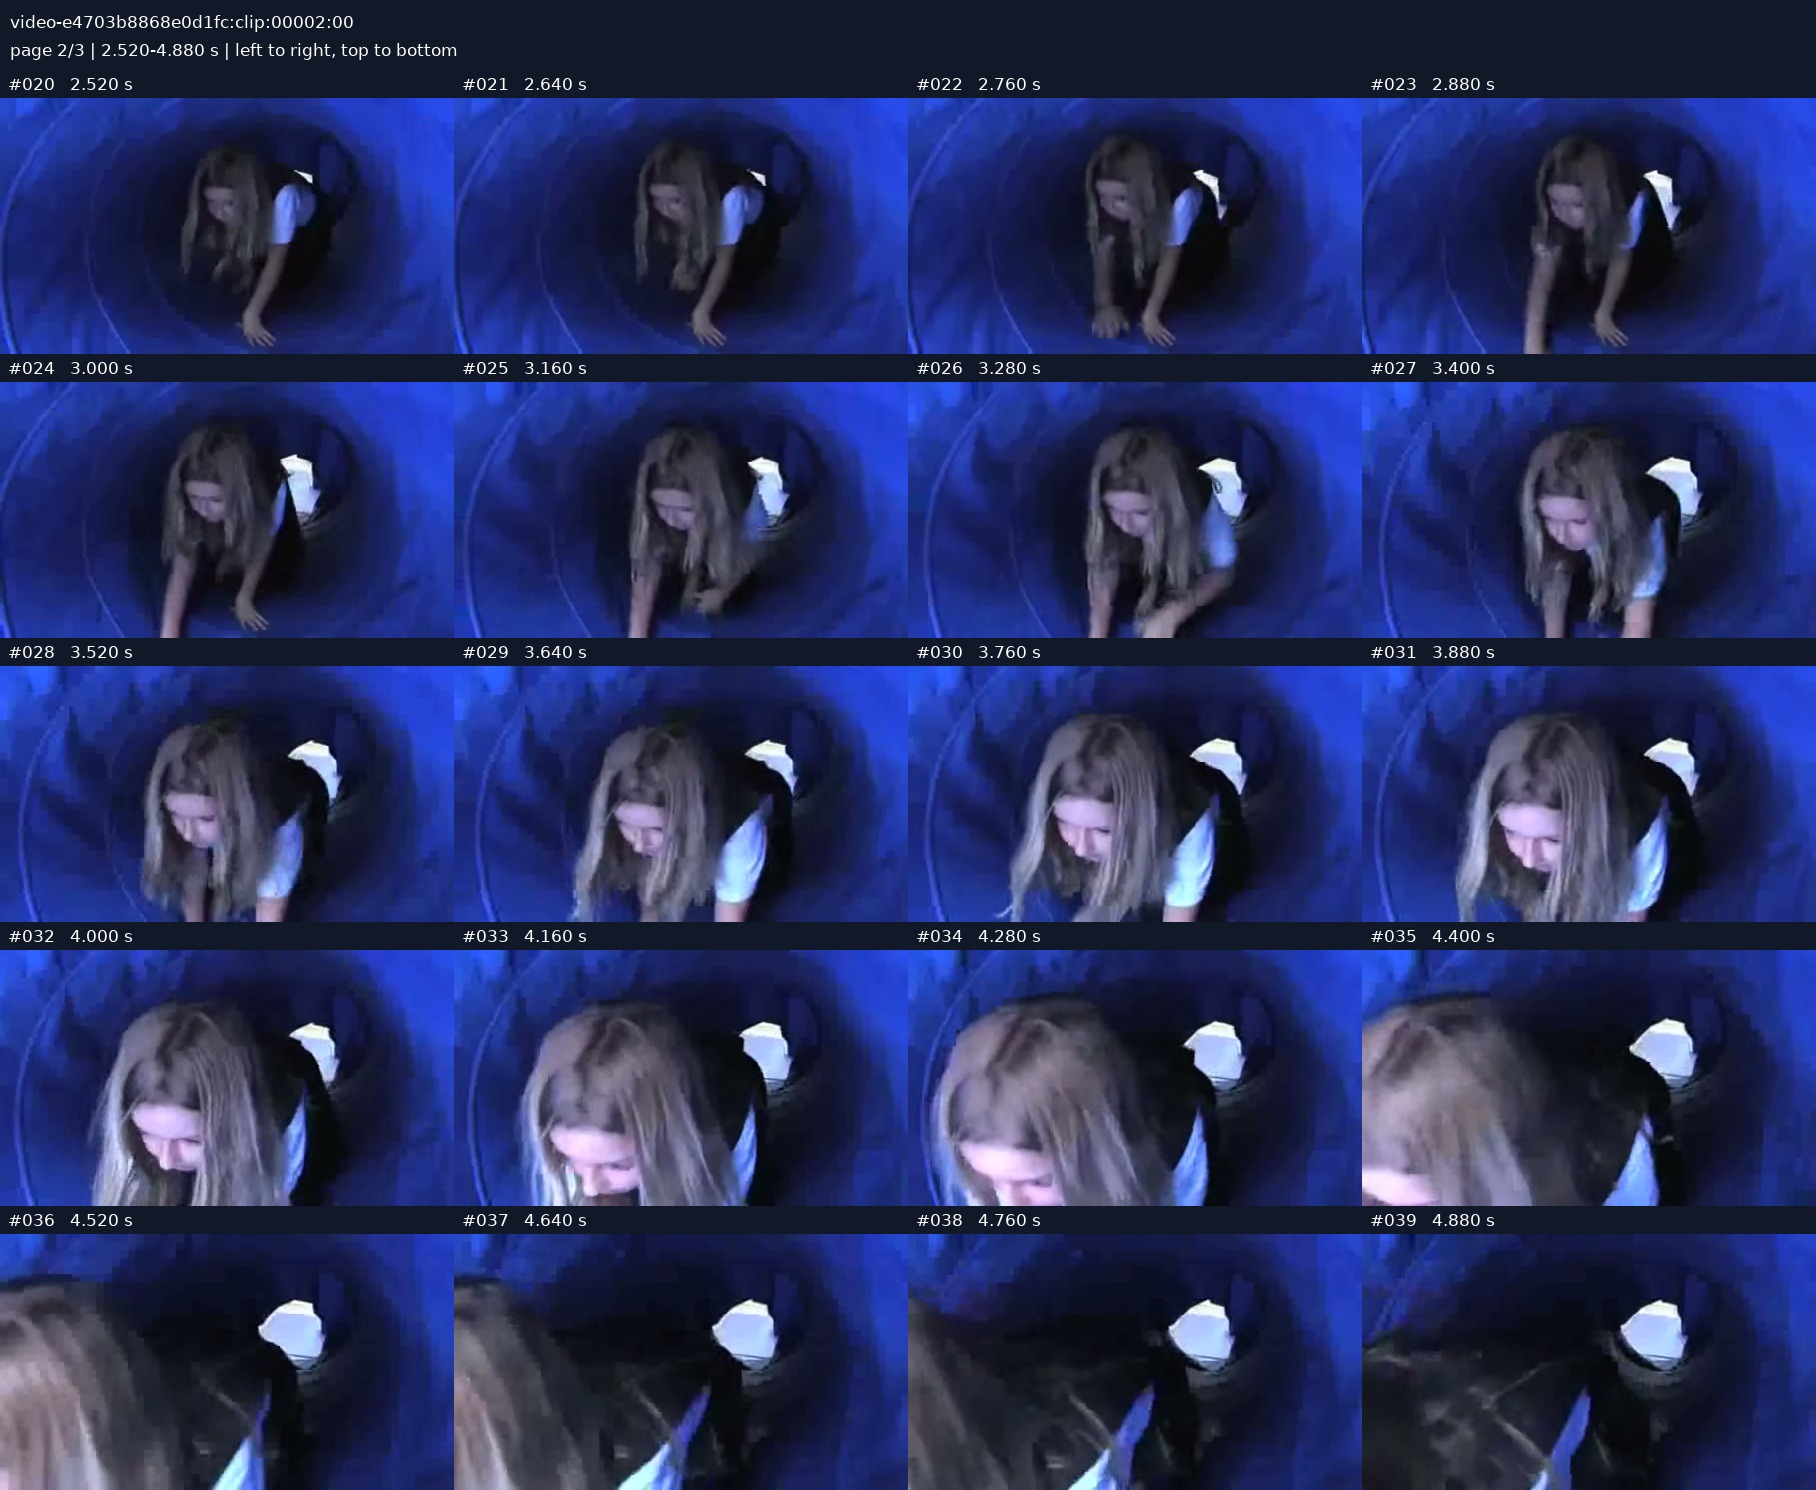 video-e4703b8868e0d1fc:clip:00002:00
page 2/3 | 2.520-4.880 s | left to right, top to bottom
#020 2.520 s
#021 2.640 s
#022 2.760 s
#023 2.880 s
#024 3.000 s
#025 3.160 s
#026 3.280 s
#027 3.400 s
#028 3.520 s
#029 3.640 s
#030 3.760 s
#031 3.880 s
#032 4.000 s
#033 4.160 s
#034 4.280 s
#035 4.400 s
#036 4.520 s
#037 4.640 s
#038 4.760 s
#039 4.880 s